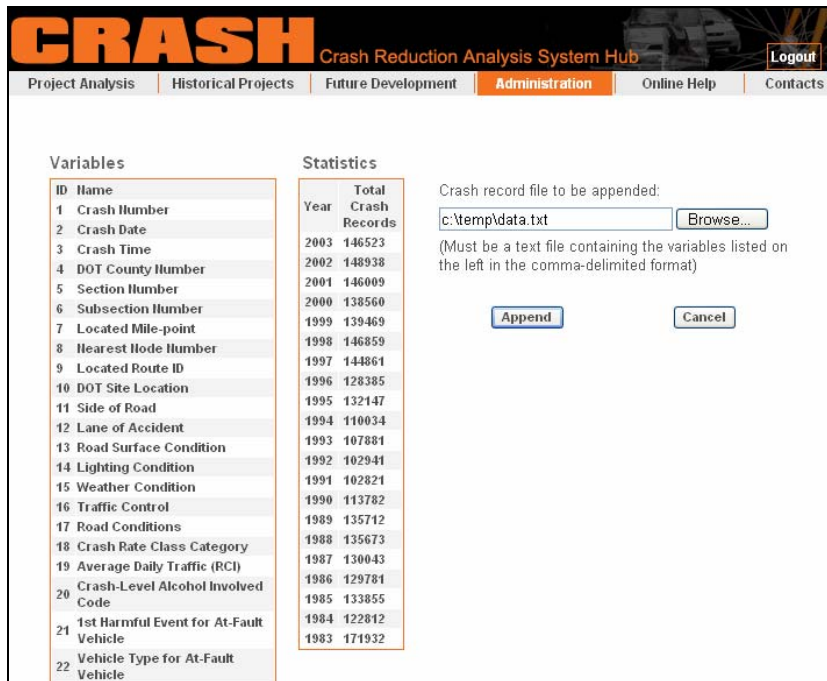 CRASH Crash Reduction Analysis System Hub
Logout
Project Analysis Historical Projects Future Development Administration Online Help Contacts
Variables
ID Name
1 Crash Number
2 Crash Date
3 Crash Time
4 DOT County Number
5 Section Number
6 Subsection Number
7 Located Mile-point
8 Nearest Node Number
9 Located Route ID
10 DOT Site Location
11 Side of Road
12 Lane of Accident
13 Road Surface Condition
14 Lighting Condition
15 Weather Condition
16 Traffic Control
17 Road Conditions
18 Crash Rate Class Category
19 Average Daily Traffic (RCI)
20 Crash-Level Alcohol Involved
Code
21 1st Harmful Event for At-Fault
Vehicle
22 Vehicle Type for At-Fault
Vehicle
Statistics
Year Total
Crash
Records
2003 146523
2002 148938
2001 146009
2000 138560
1999 139469
1998 146859
1997 144861
1996 128385
1995 132147
1994 110034
1993 107881
1992 102941
1991 102821
1990 113782
1989 135712
1988 135673
1987 130043
1986 129781
1985 133855
1984 122812
1983 171932
Crash record file to be appended:
c:\temp\data.txt Browse...
(Must be a text file containing the variables listed on
the left in the comma-delimited format)
Append Cancel